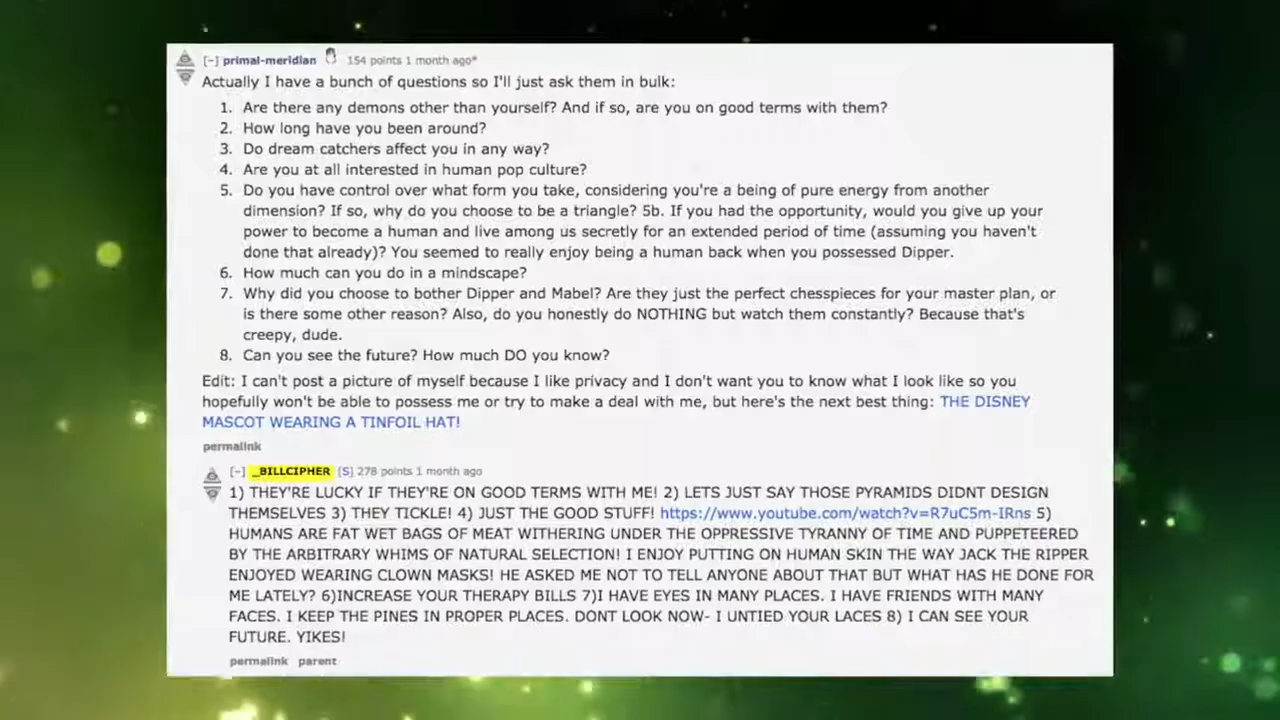 [-] primal-meridian 154 points 1 month ago*
Actually I have a bunch of questions so I'll just ask them in bulk:
1. Are there any demons other than yourself? And if so, are you on good terms with them?
2. How long have you been around?
3. Do dream catchers affect you in any way?
4. Are you at all interested in human pop culture?
5. Do you have control over what form you take, considering you're a being of pure energy from another
dimension? If so, why do you choose to be a triangle? 5b. If you had the opportunity, would you give up your
power to become a human and live among us secretly for an extended period of time (assuming you haven't
done that already)? You seemed to really enjoy being a human back when you possessed Dipper.
6. How much can you do in a mindscape?
7. Why did you choose to bother Dipper and Mabel? Are they just the perfect chesspieces for your master plan, or
is there some other reason? Also, do you honestly do NOTHING but watch them constantly? Because that's
creepy, dude.
8. Can you see the future? How much DO you know?
Edit: I can't post a picture of myself because I like privacy and I don't want you to know what I look like so you
hopefully won't be able to possess me or try to make a deal with me, but here's the next best thing: THE DISNEY
MASCOT WEARING A TINFOIL HAT!
permalink
[-] _BILLCIPHER [S] 278 points 1 month ago
1) THEY'RE LUCKY IF THEY'RE ON GOOD TERMS WITH ME! 2) LETS JUST SAY THOSE PYRAMIDS DIDNT DESIGN
THEMSELVES 3) THEY TICKLE! 4) JUST THE GOOD STUFF! https://www.youtube.com/watch?v=R7uC5m-IRns 5)
HUMANS ARE FAT WET BAGS OF MEAT WITHERING UNDER THE OPPRESSIVE TYRANNY OF TIME AND PUPPETEERED
BY THE ARBITRARY WHIMS OF NATURAL SELECTION! I ENJOY PUTTING ON HUMAN SKIN THE WAY JACK THE RIPPER
ENJOYED WEARING CLOWN MASKS! HE ASKED ME NOT TO TELL ANYONE ABOUT THAT BUT WHAT HAS HE DONE FOR
ME LATELY? 6)INCREASE YOUR THERAPY BILLS 7)I HAVE EYES IN MANY PLACES. I HAVE FRIENDS WITH MANY
FACES. I KEEP THE PINES IN PROPER PLACES. DONT LOOK NOW- I UNTIED YOUR LACES 8) I CAN SEE YOUR
FUTURE. YIKES!
permalink parent